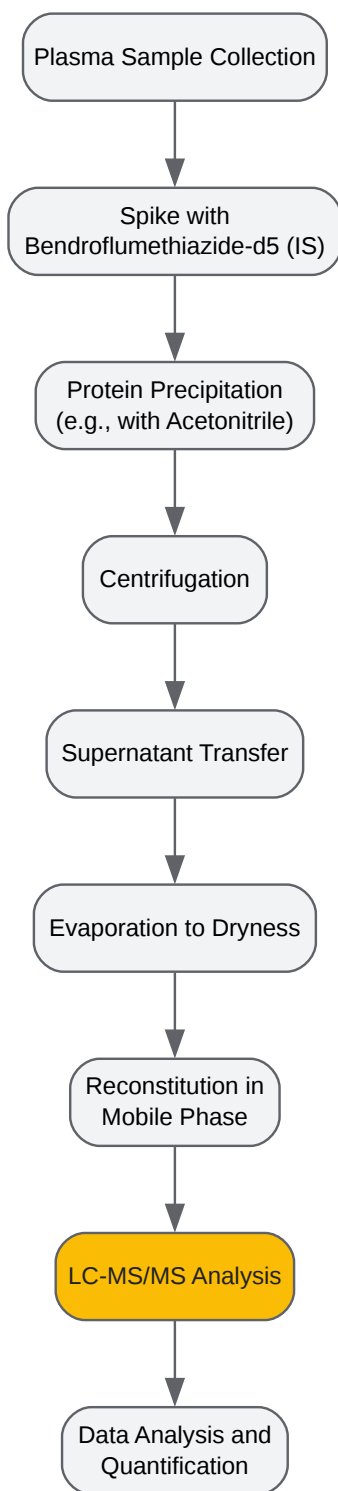 Plasma Sample Collection
Spike with
Bendroflumethiazide-d5 (IS)
Protein Precipitation
(e.g., with Acetonitrile)
Centrifugation
Supernatant Transfer
Evaporation to Dryness
Reconstitution in
Mobile Phase
LC-MS/MS Analysis
Data Analysis and
Quantification